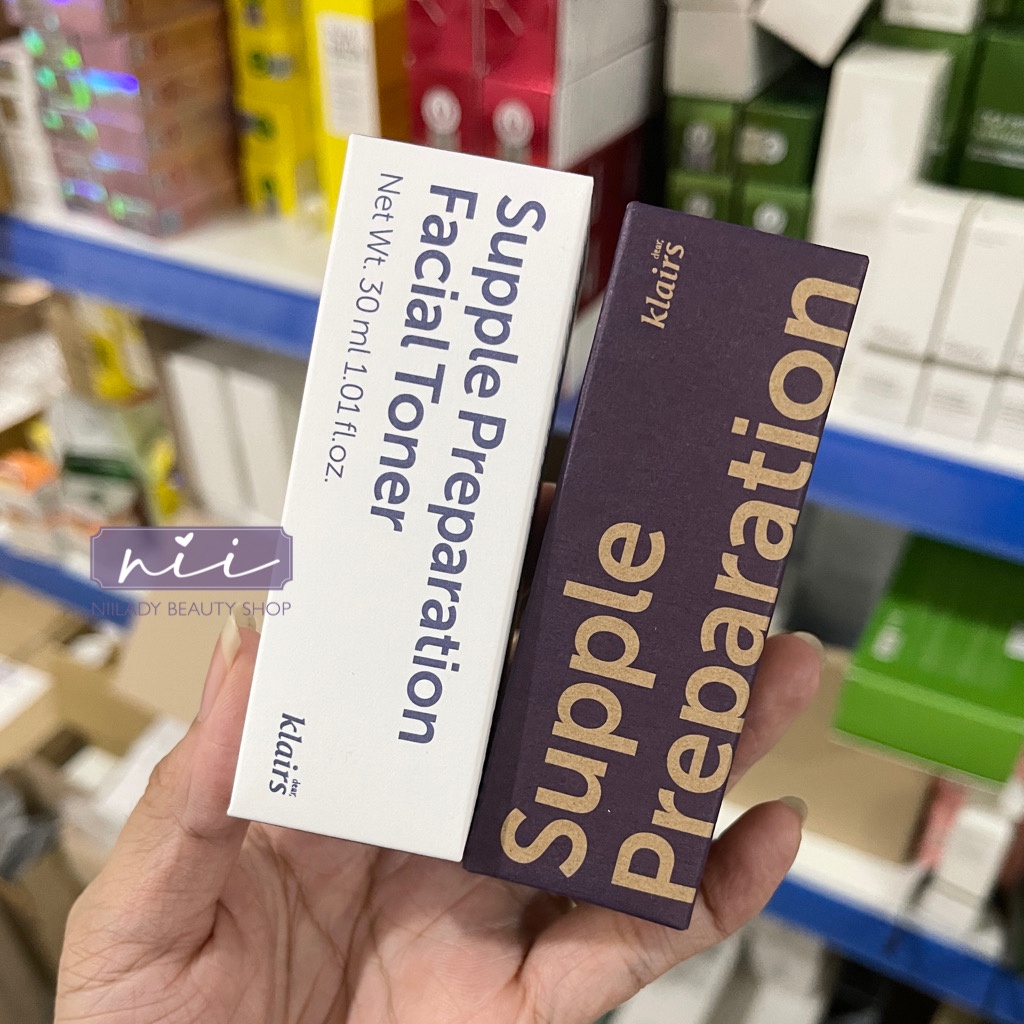 Supple Preparation
Facial Toner
Net Wt. 30 ml 1.01 fl.oz.
dear,
klairs
dear,
klairs
Supple
Preparation
nii
NIILADY BEAUTY SHOP